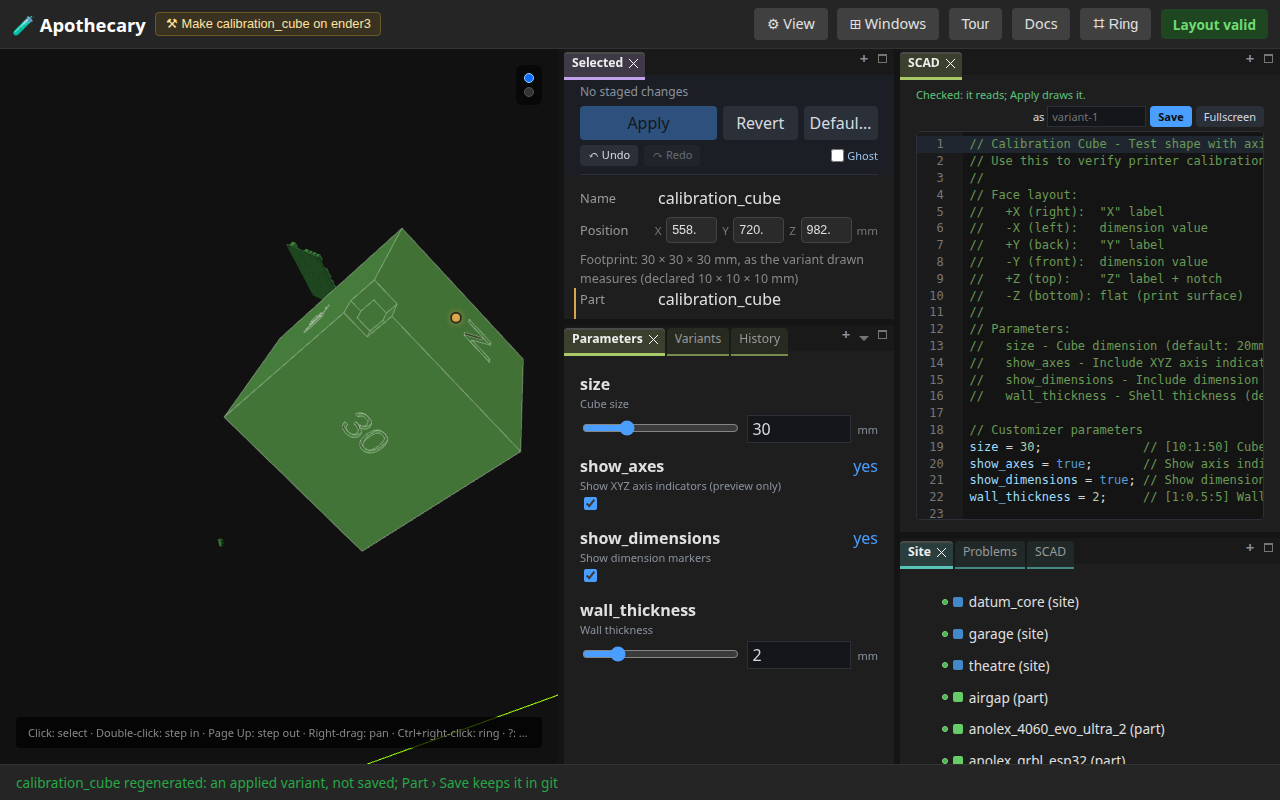 🧪 Apothecary
⚒ Make calibration_cube on ender3
⚙ View
⊞ Windows
Tour
Docs
⌗ Ring
Layout valid
30
Z
Click: select · Double-click: step in · Page Up: step out · Right-drag: pan · Ctrl+right-click: ring · ?: ...
Selected
No staged changes
Apply
Revert
Defaul...
↶ Undo
↷ Redo
Ghost
Name calibration_cube
Position X 558. Y 720. Z 982. mm
Footprint: 30 × 30 × 30 mm, as the variant drawn
measures (declared 10 × 10 × 10 mm)
Part calibration_cube
Parameters
Variants
History
size
Cube size
30 mm
show_axes yes
Show XYZ axis indicators (preview only)
show_dimensions yes
Show dimension markers
wall_thickness
Wall thickness
2 mm
SCAD
Checked: it reads; Apply draws it.
as variant-1 Save Fullscreen
1 // Calibration Cube - Test shape with axi
2 // Use this to verify printer calibration
3 //
4 // Face layout:
5 //   +X (right):  "X" label
6 //   -X (left):   dimension value
7 //   +Y (back):   "Y" label
8 //   -Y (front):  dimension value
9 //   +Z (top):    "Z" label + notch
10 //   -Z (bottom): flat (print surface)
11 //
12 // Parameters:
13 //   size - Cube dimension (default: 20mm
14 //   show_axes - Include XYZ axis indicat
15 //   show_dimensions - Include dimension
16 //   wall_thickness - Shell thickness (de
17
18 // Customizer parameters
19 size = 30;              // [10:1:50] Cube
20 show_axes = true;       // Show axis indi
21 show_dimensions = true; // Show dimension
22 wall_thickness = 2;     // [1:0.5:5] Wall
23
Site
Problems
SCAD
datum_core (site)
garage (site)
theatre (site)
airgap (part)
anolex_4060_evo_ultra_2 (part)
anolex_grbl_esp32 (part)
calibration_cube regenerated: an applied variant, not saved; Part › Save keeps it in git